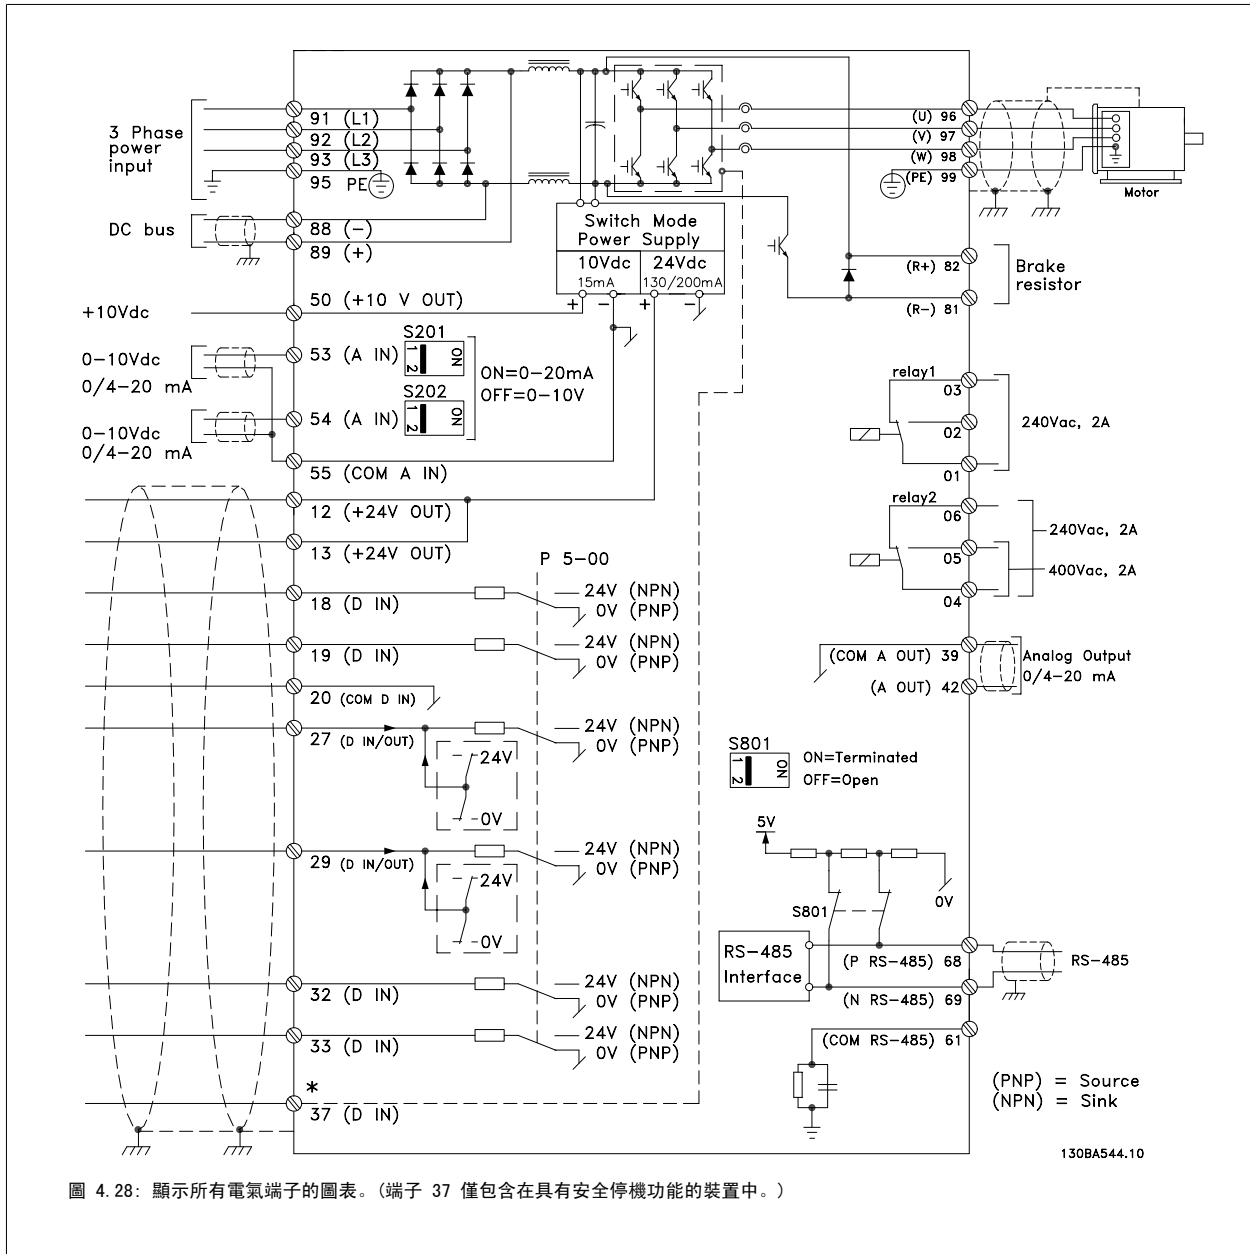 3 Phase
power
input
91 (L1)
92 (L2)
93 (L3)
95 PE
DC bus
88 (−)
89 (+)
+10Vdc
50 (+10 V OUT)
Switch Mode
Power Supply
10Vdc
15mA
24Vdc
130/200mA
+ − + −
0−10Vdc
0/4−20 mA
53 (A IN)
S201
1 2
ON
0−10Vdc
0/4−20 mA
54 (A IN)
S202
1 2
ON
ON=0−20mA
OFF=0−10V
55 (COM A IN)
12 (+24V OUT)
13 (+24V OUT)
P 5-00
18 (D IN)
24V (NPN)
0V (PNP)
19 (D IN)
24V (NPN)
0V (PNP)
20 (COM D IN)
27 (D IN/OUT)
24V (NPN)
0V (PNP)
24V
0V
29 (D IN/OUT)
24V (NPN)
0V (PNP)
24V
0V
32 (D IN)
24V (NPN)
0V (PNP)
33 (D IN)
24V (NPN)
0V (PNP)
*
37 (D IN)
(U) 96
(V) 97
(W) 98
(PE) 99
Motor
(R+) 82
(R−) 81
Brake
resistor
relay1
03
02
01
240Vac, 2A
relay2
06
05
04
240Vac, 2A
400Vac, 2A
(COM A OUT) 39
(A OUT) 42
Analog Output
0/4−20 mA
S801
1 2
ON
ON=Terminated
OFF=Open
5V
S801
0V
RS−485
Interface
(P RS−485) 68
(N RS−485) 69
(COM RS−485) 61
RS−485
(PNP) = Source
(NPN) = Sink
130BA544.10
圖 4.28: 顯示所有電氣端子的圖表。(端子 37 僅包含在具有安全停機功能的裝置中。)